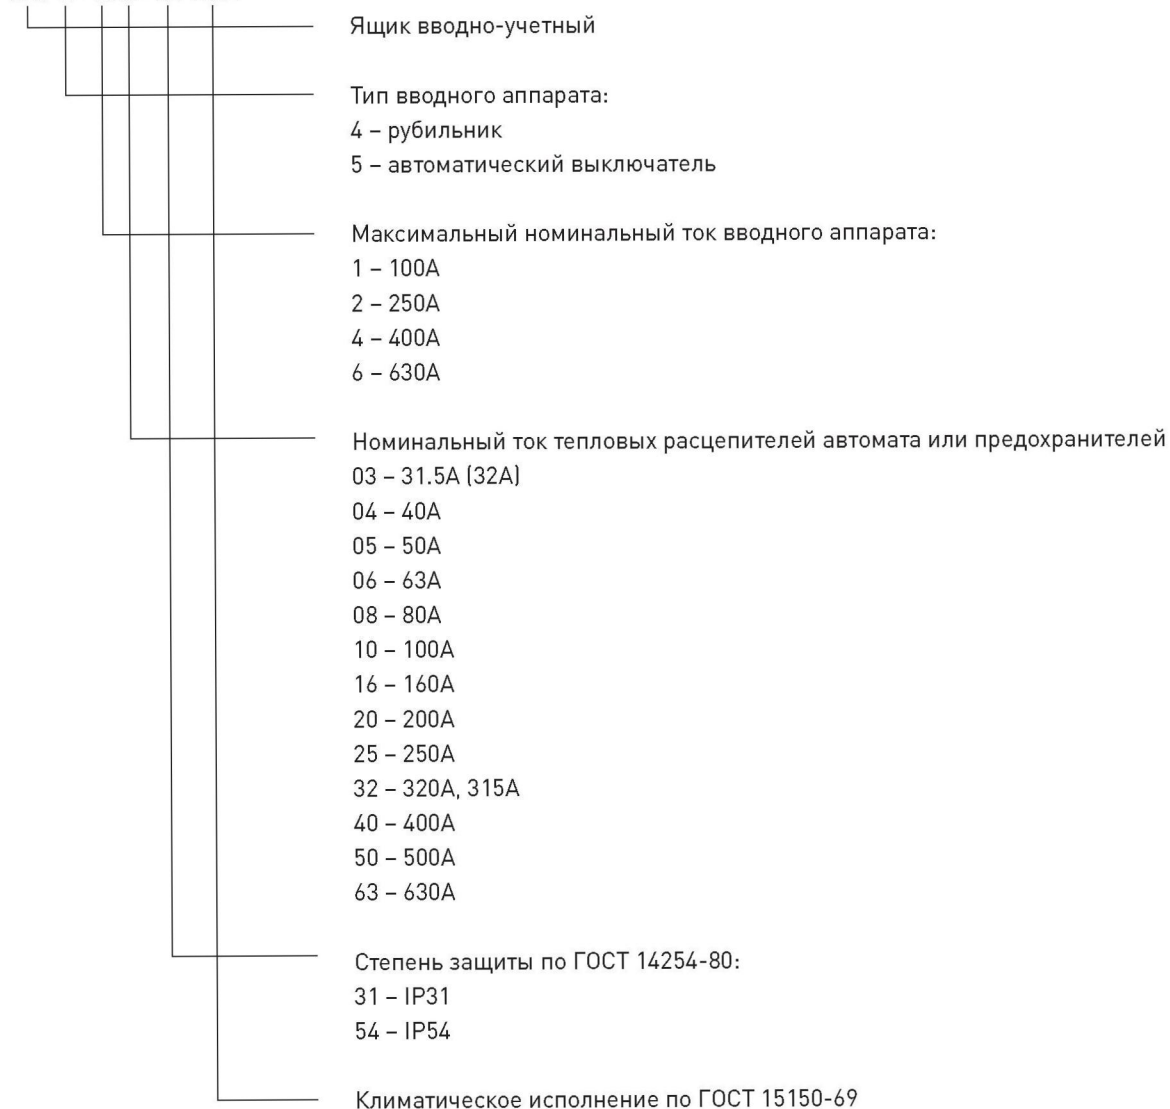 Ящик вводно-учетный
Тип вводного аппарата:
4 – рубильник
5 – автоматический выключатель
Максимальный номинальный ток вводного аппарата:
1 – 100А
2 – 250А
4 – 400А
6 – 630А
Номинальный ток тепловых расцепителей автомата или предохранителей
03 – 31.5А (32А)
04 – 40А
05 – 50А
06 – 63А
08 – 80А
10 – 100А
16 – 160А
20 – 200А
25 – 250А
32 – 320А, 315А
40 – 400А
50 – 500А
63 – 630А
Степень защиты по ГОСТ 14254-80:
31 – IP31
54 – IP54
Климатическое исполнение по ГОСТ 15150-69